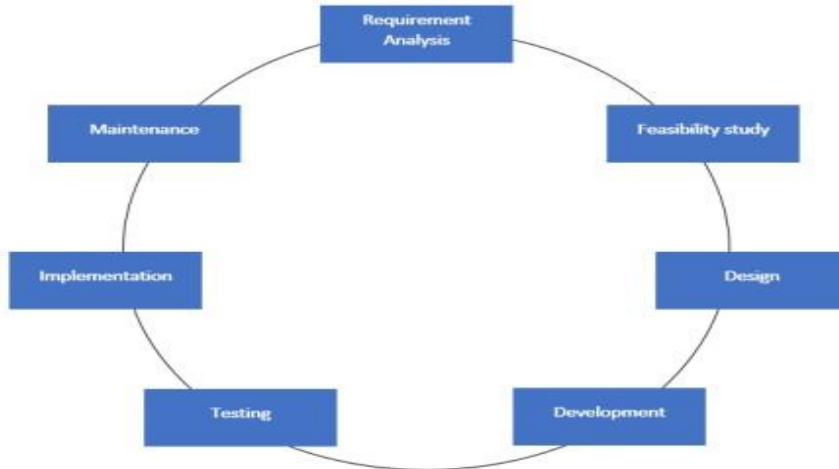 Requirement
Analysis
Maintenance
Feasibility study
Implementation
Design
Testing
Development